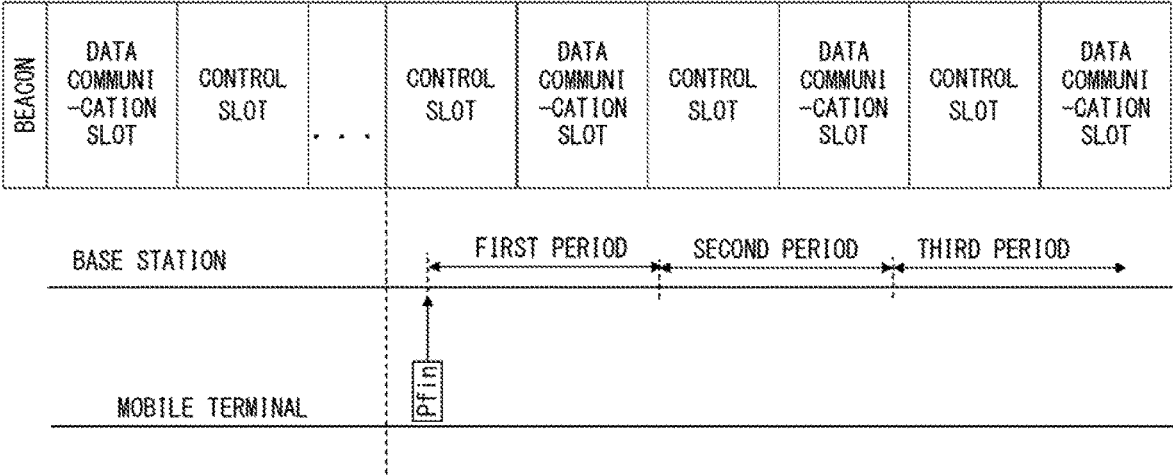 BEACON
DATA
COMMUNI
-CATION
SLOT
CONTROL
SLOT
. . .
CONTROL
SLOT
DATA
COMMUNI
-CATION
SLOT
CONTROL
SLOT
DATA
COMMUNI
-CATION
SLOT
CONTROL
SLOT
DATA
COMMUNI
-CATION
SLOT
BASE STATION
FIRST PERIOD
SECOND PERIOD
THIRD PERIOD
Pfin
MOBILE TERMINAL